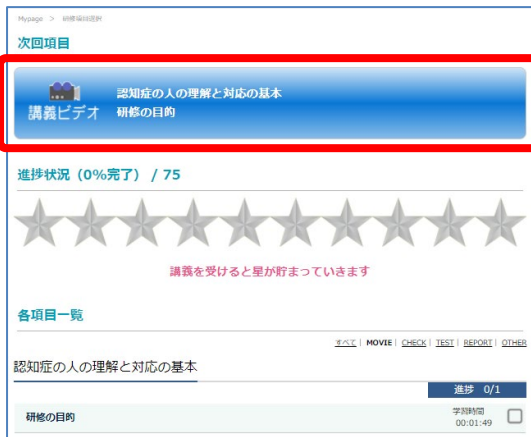 Mypage > 研修項目選択
次回項目
認知症の人の理解と対応の基本
講義ビデオ 研修の目的
進捗状況（0%完了）/ 75
講義を受けると星が貯まっていきます
各項目一覧
すべて | MOVIE | CHECK | TEST | REPORT | OTHER
認知症の人の理解と対応の基本
進捗 0/1
研修の目的
学習時間
00:01:49